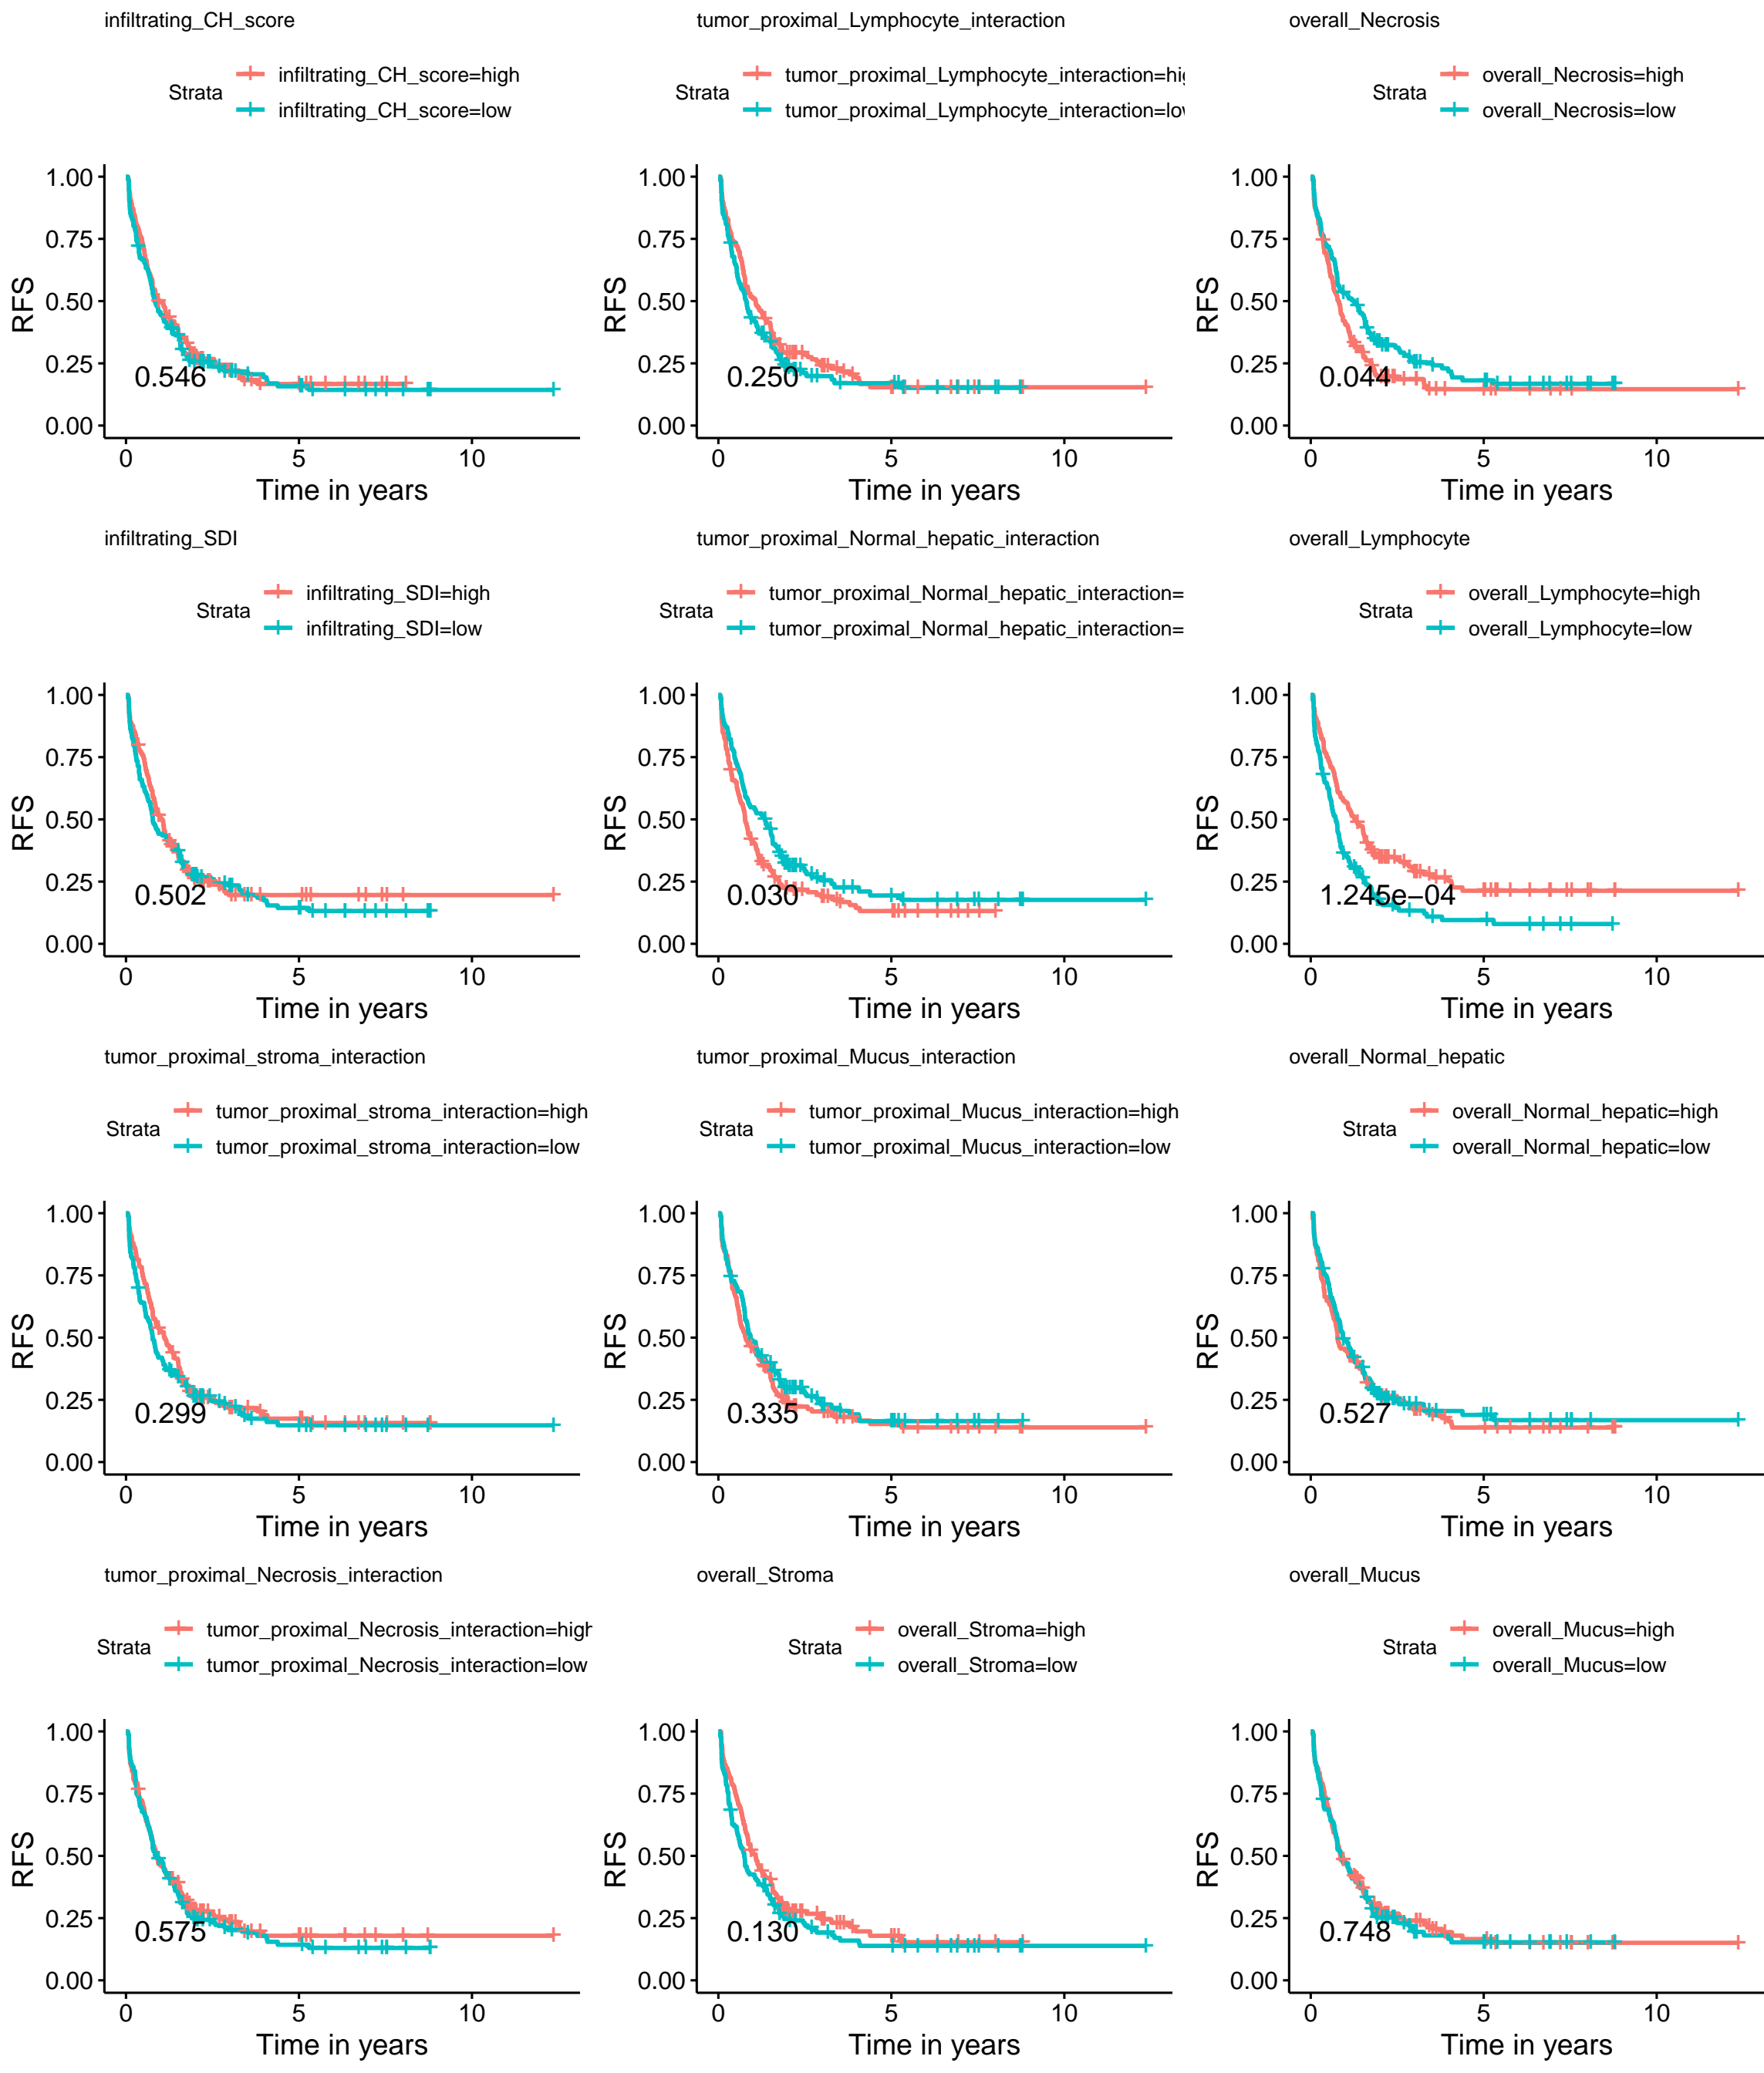 infiltrating_CH_score
Strata
infiltrating_CH_score=high
infiltrating_CH_score=low
RFS
1.00
0.75
0.50
0.25
0.00
0.546
0 5 10
Time in years
tumor_proximal_Lymphocyte_interaction
Strata
tumor_proximal_Lymphocyte_interaction=hig
tumor_proximal_Lymphocyte_interaction=low
RFS
1.00
0.75
0.50
0.25
0.00
0.250
0 5 10
Time in years
overall_Necrosis
Strata
overall_Necrosis=high
overall_Necrosis=low
RFS
1.00
0.75
0.50
0.25
0.00
0.044
0 5 10
Time in years
infiltrating_SDI
Strata
infiltrating_SDI=high
infiltrating_SDI=low
RFS
1.00
0.75
0.50
0.25
0.00
0.502
0 5 10
Time in years
tumor_proximal_Normal_hepatic_interaction
Strata
tumor_proximal_Normal_hepatic_interaction=
tumor_proximal_Normal_hepatic_interaction=
RFS
1.00
0.75
0.50
0.25
0.00
0.030
0 5 10
Time in years
overall_Lymphocyte
Strata
overall_Lymphocyte=high
overall_Lymphocyte=low
RFS
1.00
0.75
0.50
0.25
0.00
1.245e−04
0 5 10
Time in years
tumor_proximal_stroma_interaction
Strata
tumor_proximal_stroma_interaction=high
tumor_proximal_stroma_interaction=low
RFS
1.00
0.75
0.50
0.25
0.00
0.299
0 5 10
Time in years
tumor_proximal_Mucus_interaction
Strata
tumor_proximal_Mucus_interaction=high
tumor_proximal_Mucus_interaction=low
RFS
1.00
0.75
0.50
0.25
0.00
0.335
0 5 10
Time in years
overall_Normal_hepatic
Strata
overall_Normal_hepatic=high
overall_Normal_hepatic=low
RFS
1.00
0.75
0.50
0.25
0.00
0.527
0 5 10
Time in years
tumor_proximal_Necrosis_interaction
Strata
tumor_proximal_Necrosis_interaction=high
tumor_proximal_Necrosis_interaction=low
RFS
1.00
0.75
0.50
0.25
0.00
0.575
0 5 10
Time in years
overall_Stroma
Strata
overall_Stroma=high
overall_Stroma=low
RFS
1.00
0.75
0.50
0.25
0.00
0.130
0 5 10
Time in years
overall_Mucus
Strata
overall_Mucus=high
overall_Mucus=low
RFS
1.00
0.75
0.50
0.25
0.00
0.748
0 5 10
Time in years